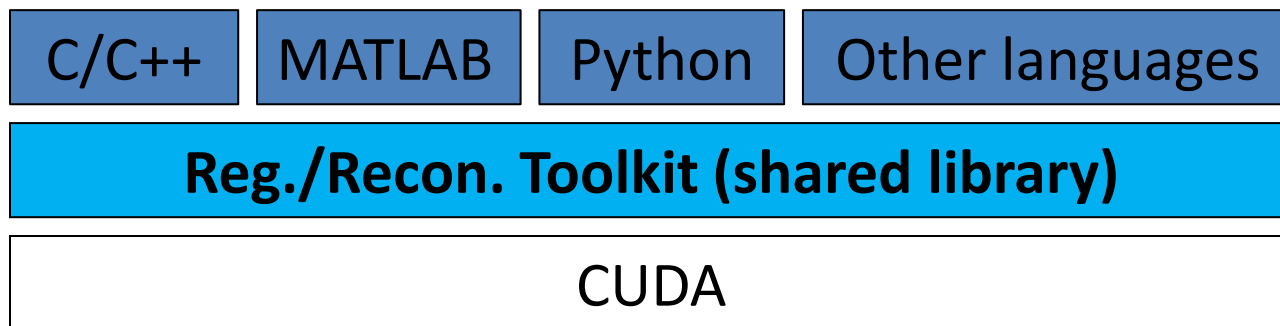 C/C++ MATLAB Python Other languages
Reg./Recon. Toolkit (shared library)
CUDA